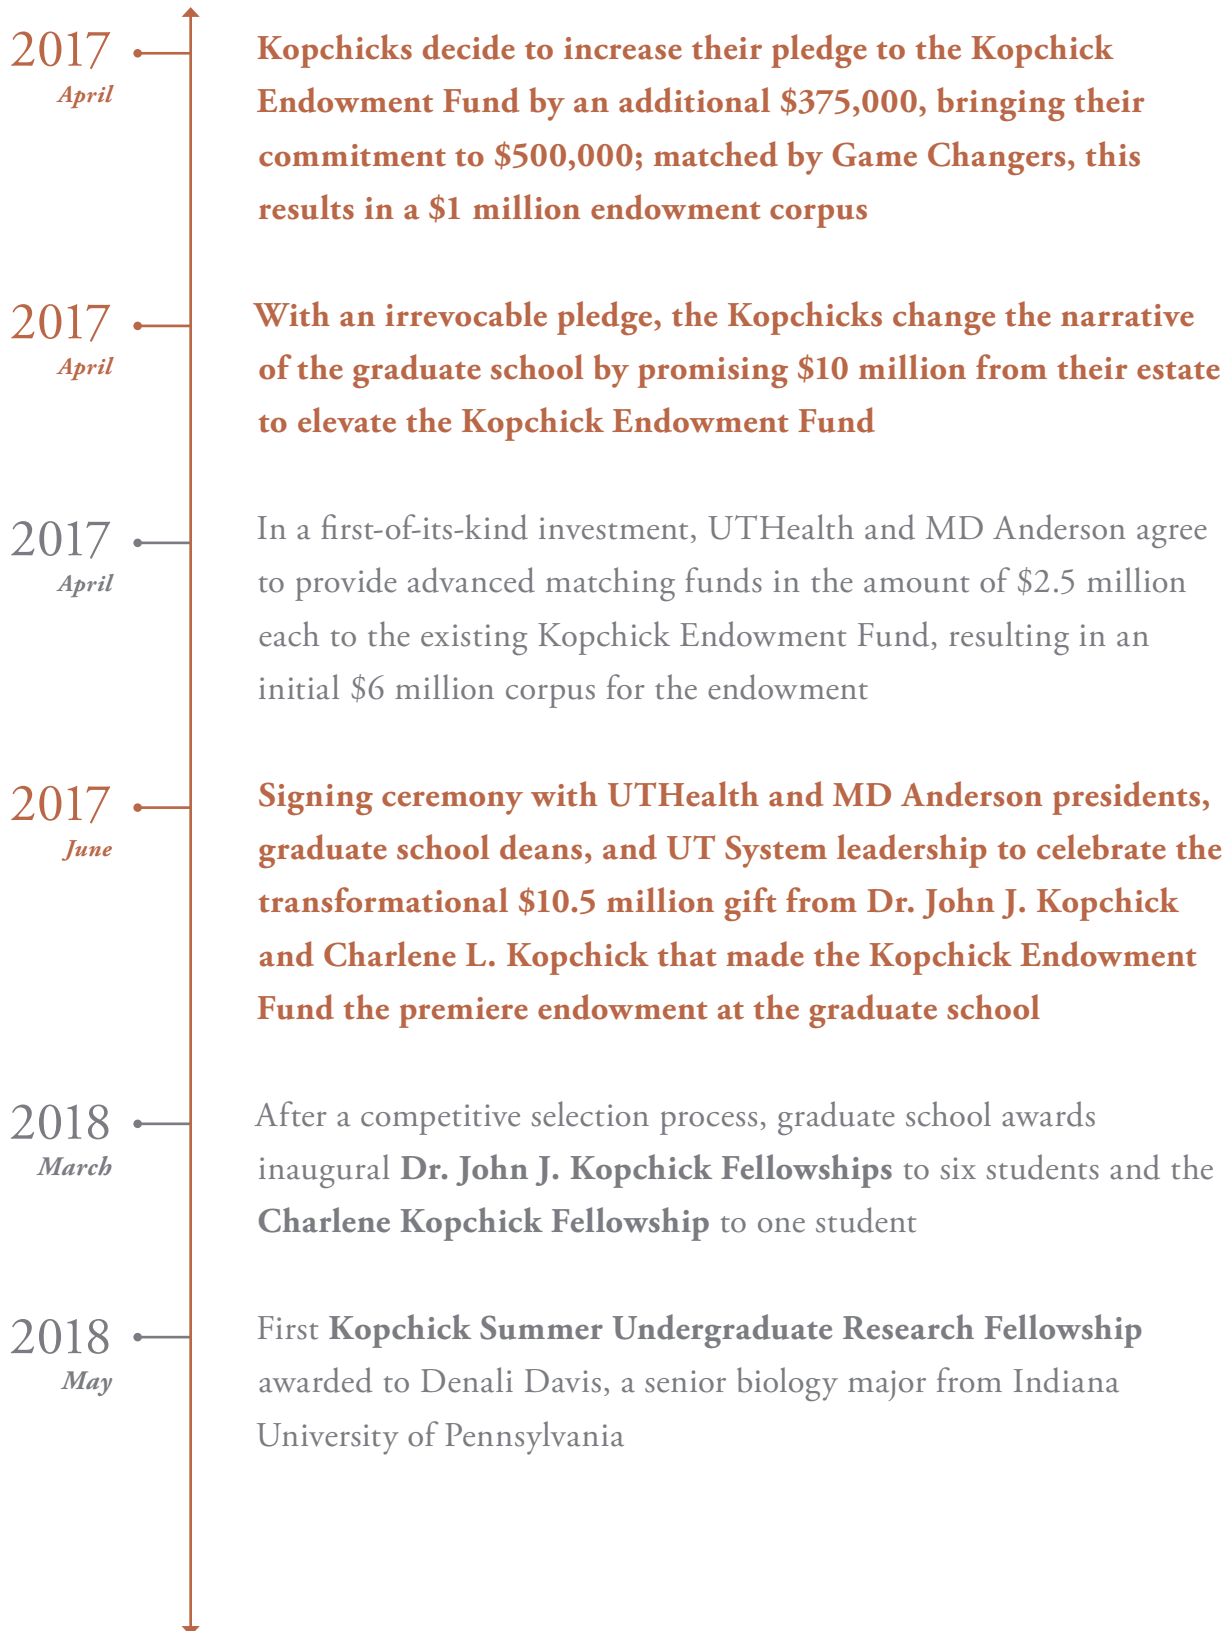 2017
April
Kopchicks decide to increase their pledge to the Kopchick
Endowment Fund by an additional $375,000, bringing their
commitment to $500,000; matched by Game Changers, this
results in a $1 million endowment corpus
2017
April
With an irrevocable pledge, the Kopchicks change the narrative
of the graduate school by promising $10 million from their estate
to elevate the Kopchick Endowment Fund
2017
April
In a first-of-its-kind investment, UTHealth and MD Anderson agree
to provide advanced matching funds in the amount of $2.5 million
each to the existing Kopchick Endowment Fund, resulting in an
initial $6 million corpus for the endowment
2017
June
Signing ceremony with UTHealth and MD Anderson presidents,
graduate school deans, and UT System leadership to celebrate the
transformational $10.5 million gift from Dr. John J. Kopchick
and Charlene L. Kopchick that made the Kopchick Endowment
Fund the premiere endowment at the graduate school
2018
March
After a competitive selection process, graduate school awards
inaugural Dr. John J. Kopchick Fellowships to six students and the
Charlene Kopchick Fellowship to one student
2018
May
First Kopchick Summer Undergraduate Research Fellowship
awarded to Denali Davis, a senior biology major from Indiana
University of Pennsylvania